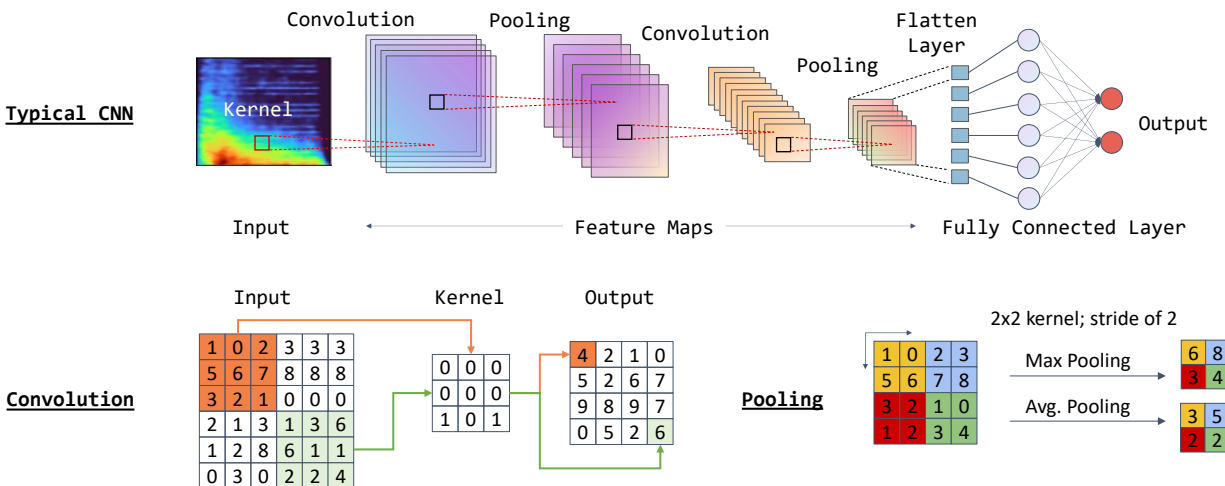 Convolution
Pooling
Convolution
Pooling
Flatten
Layer
Kernel
Typical CNN
Output
Input
Feature Maps
Fully Connected Layer
Convolution
Input
Kernel
Output
1 0 2 3 3 3
5 6 7 8 8 8
3 2 1 0 0 0
2 1 3 1 3 6
1 2 8 6 1 1
0 3 0 2 2 4
0 0 0
0 0 0
1 0 1
4 2 1 0
5 2 6 7
9 8 9 7
0 5 2 6
Pooling
2x2 kernel; stride of 2
1 0 2 3
5 6 7 8
3 2 1 0
1 2 3 4
Max Pooling
6 8
3 4
Avg. Pooling
3 5
2 2